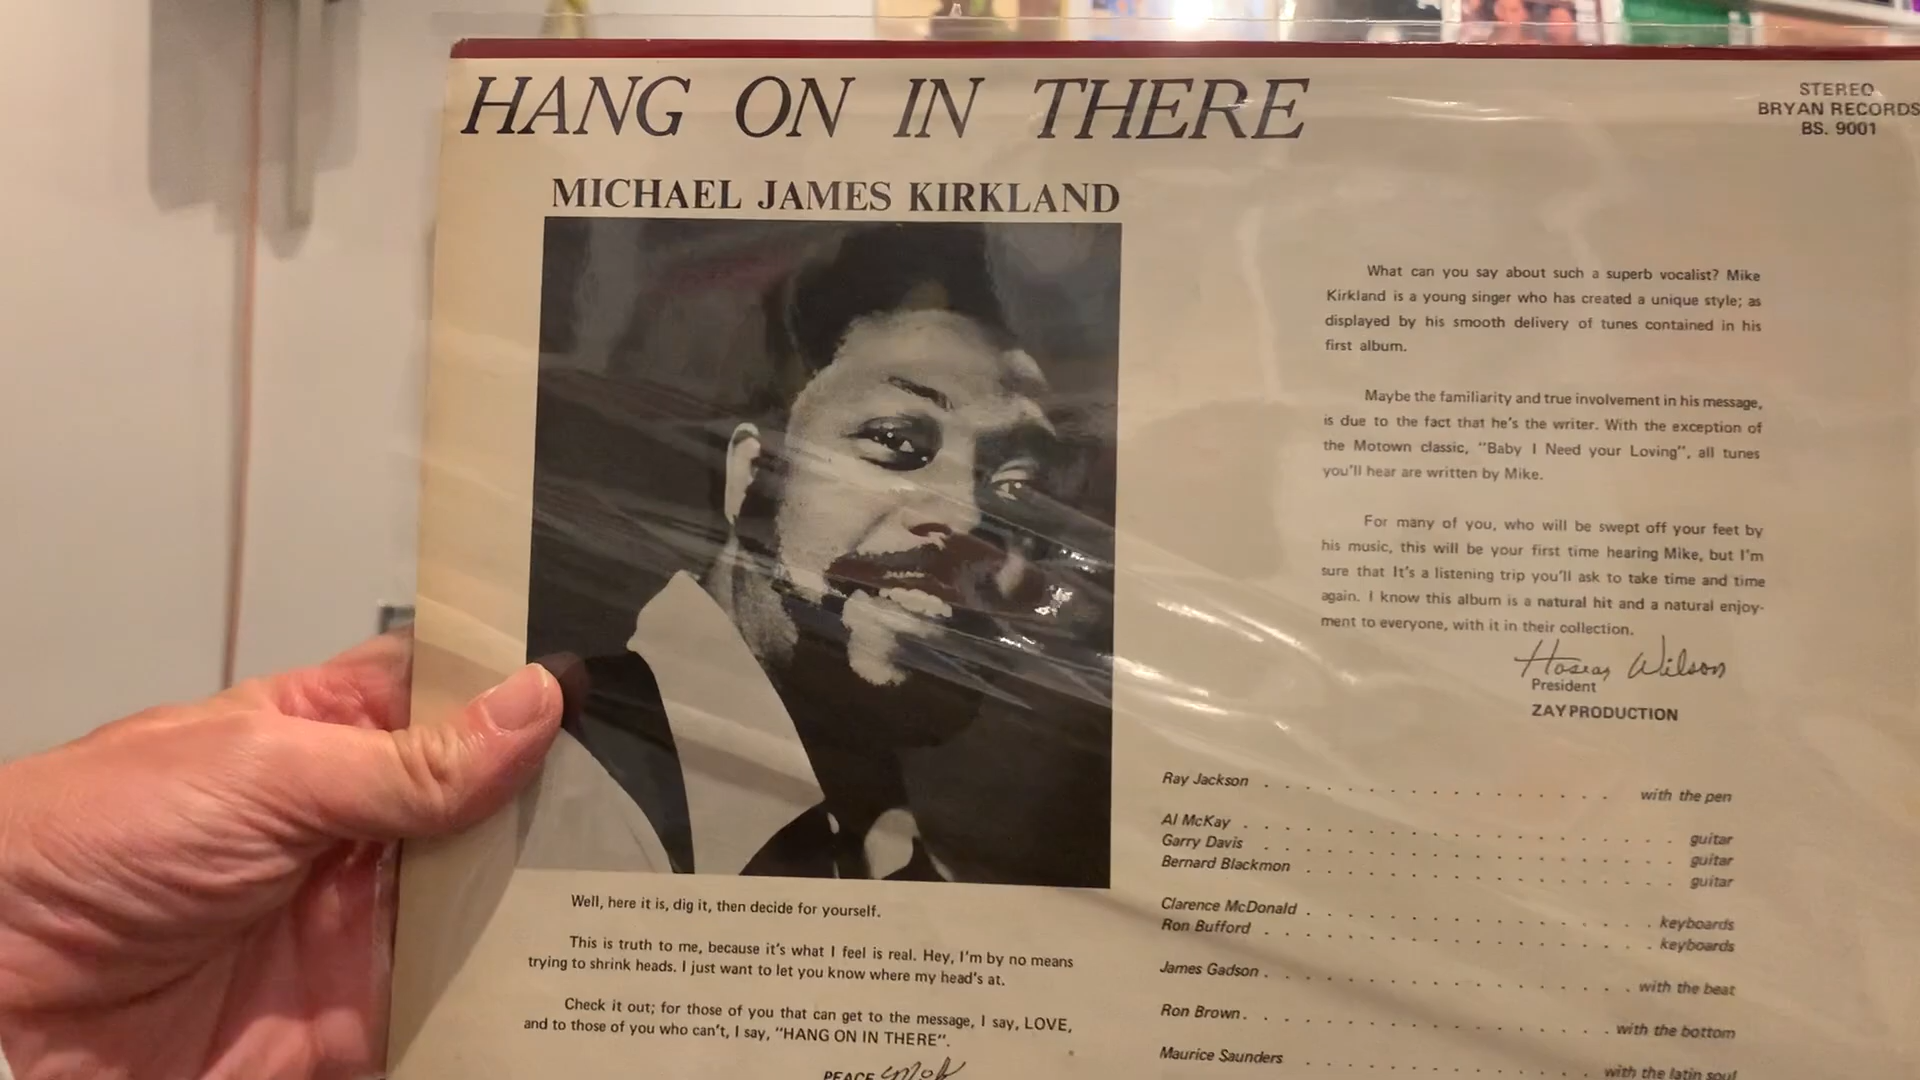 HANG ON IN THERE
STEREO
BRYAN RECORDS
BS. 9001
MICHAEL JAMES KIRKLAND
What can you say about such a superb vocalist? Mike
Kirkland is a young singer who has created a unique style; as
displayed by his smooth delivery of tunes contained in his
first album.
Maybe the familiarity and true involvement in his message,
is due to the fact that he's the writer. With the exception of
the Motown classic, "Baby I Need your Loving", all tunes
you'll hear are written by Mike.
For many of you, who will be swept off your feet by
his music, this will be your first time hearing Mike, but I'm
sure that It's a listening trip you'll ask to take time and time
again. I know this album is a natural hit and a natural enjoy-
ment to everyone, with it in their collection.
Wilson
President
ZAY PRODUCTION
Ray Jackson . . . . . . . . . . . . . . . . . with the pen
Al McKay . . . . . . . . . . . . . . . . . . . . . guitar
Garry Davis . . . . . . . . . . . . . . . . . . . . guitar
Bernard Blackmon . . . . . . . . . . . . . . . . . . guitar
Clarence McDonald . . . . . . . . . . . . . . . . . keyboards
Ron Bufford . . . . . . . . . . . . . . . . . . . keyboards
James Gadson . . . . . . . . . . . . . . . . . . with the beat
Ron Brown . . . . . . . . . . . . . . . . . . with the bottom
Maurice Saunders . . . . . . . . . . . . . . . with the latin soul
Well, here it is, dig it, then decide for yourself.
This is truth to me, because it's what I feel is real. Hey, I'm by no means
trying to shrink heads. I just want to let you know where my head's at.
Check it out; for those of you that can get to the message, I say, LOVE,
and to those of you who can't, I say, "HANG ON IN THERE".
PEACE